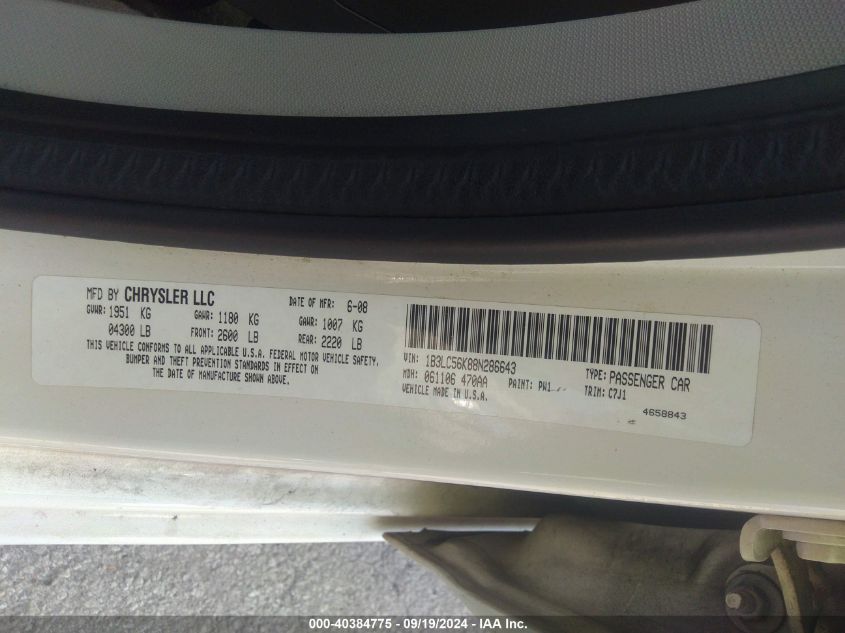 MFD BY CHRYSLER LLC DATE OF MFR: 6-08
GVWR: 1951 KG GAWR: 1180 KG GAWR: 1007 KG
04300 LB FRONT: 2600 LB REAR: 2220 LB
THIS VEHICLE CONFORMS TO ALL APPLICABLE U.S.A. FEDERAL MOTOR VEHICLE SAFETY,
BUMPER AND THEFT PREVENTION STANDARDS IN EFFECT ON
THE DATE OF MANUFACTURE SHOWN ABOVE.
VIN: 1B3LC56K88N286643 TYPE: PASSENGER CAR
MDH: 061106 470AA PAINT: PW1 TRIM: C7J1
VEHICLE MADE IN U.S.A.
4658843
000-40384775 - 09/19/2024 - IAA Inc.